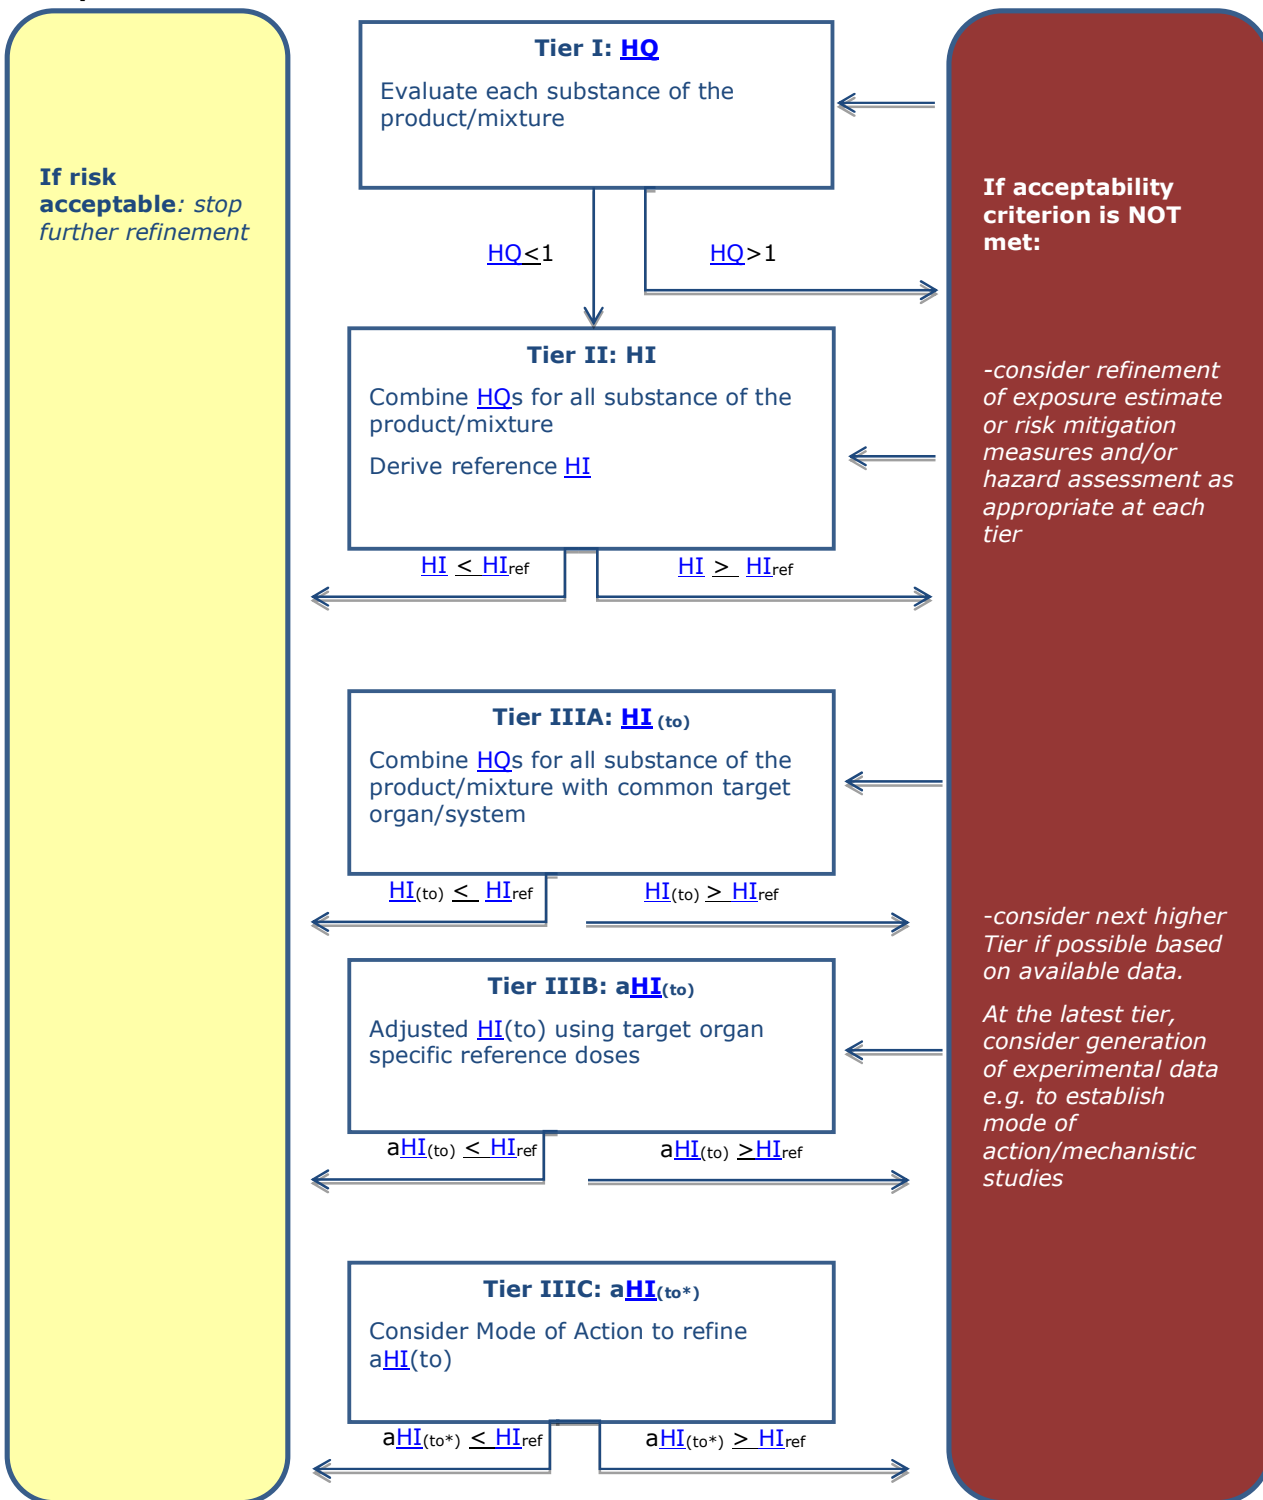 Tier I: HQ
Evaluate each substance of the
product/mixture
If risk
acceptable: stop
further refinement
If acceptability
criterion is NOT
met:
HQ<1
HQ>1
Tier II: HI
Combine HQs for all substance of the
product/mixture
Derive reference HI
-consider refinement
of exposure estimate
or risk mitigation
measures and/or
hazard assessment as
appropriate at each
tier
HI < HIref
HI > HIref
Tier IIIA: HI (to)
Combine HQs for all substance of the
product/mixture with common target
organ/system
HI(to) < HIref
HI(to) > HIref
-consider next higher
Tier if possible based
on available data.
Tier IIIB: aHI(to)
Adjusted HI(to) using target organ
specific reference doses
At the latest tier,
consider generation
of experimental data
e.g. to establish
mode of
action/mechanistic
studies
aHI(to) < HIref
aHI(to) >HIref
Tier IIIC: aHI(to*)
Consider Mode of Action to refine
aHI(to)
aHI(to*) < HIref
aHI(to*) > HIref